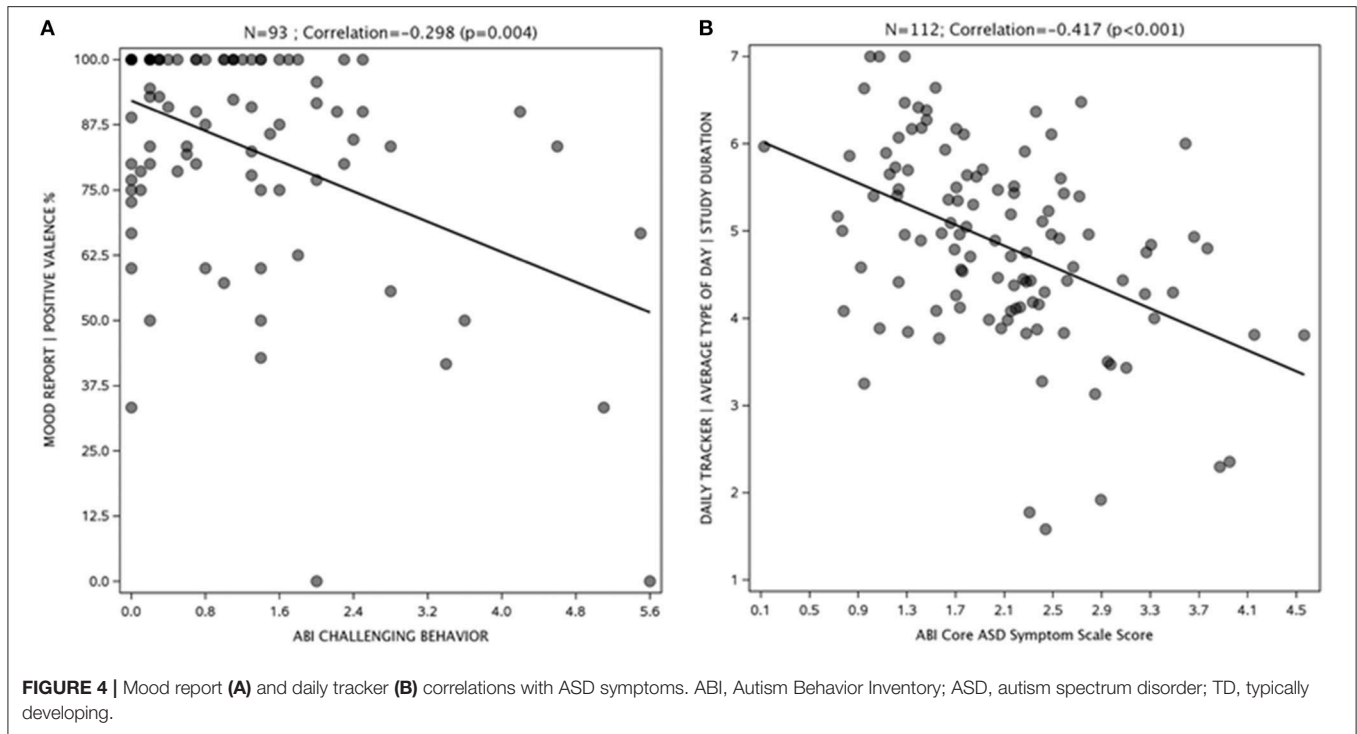 A
N=93 ; Correlation=-0.298 (p=0.004)
MOOD REPORT | POSITIVE VALENCE %
100.0
87.5
75.0
62.5
50.0
37.5
25.0
12.5
0.0
0.0 0.8 1.6 2.4 3.2 4.0 4.8 5.6
ABI CHALLENGING BEHAVIOR
B
N=112; Correlation=-0.417 (p<0.001)
DAILY TRACKER | AVERAGE TYPE OF DAY | STUDY DURATION
7
6
5
4
3
2
1
0.1 0.5 0.9 1.3 1.7 2.1 2.5 2.9 3.3 3.7 4.1 4.5
ABI Core ASD Symptom Scale Score
FIGURE 4 | Mood report (A) and daily tracker (B) correlations with ASD symptoms. ABI, Autism Behavior Inventory; ASD, autism spectrum disorder; TD, typically
developing.